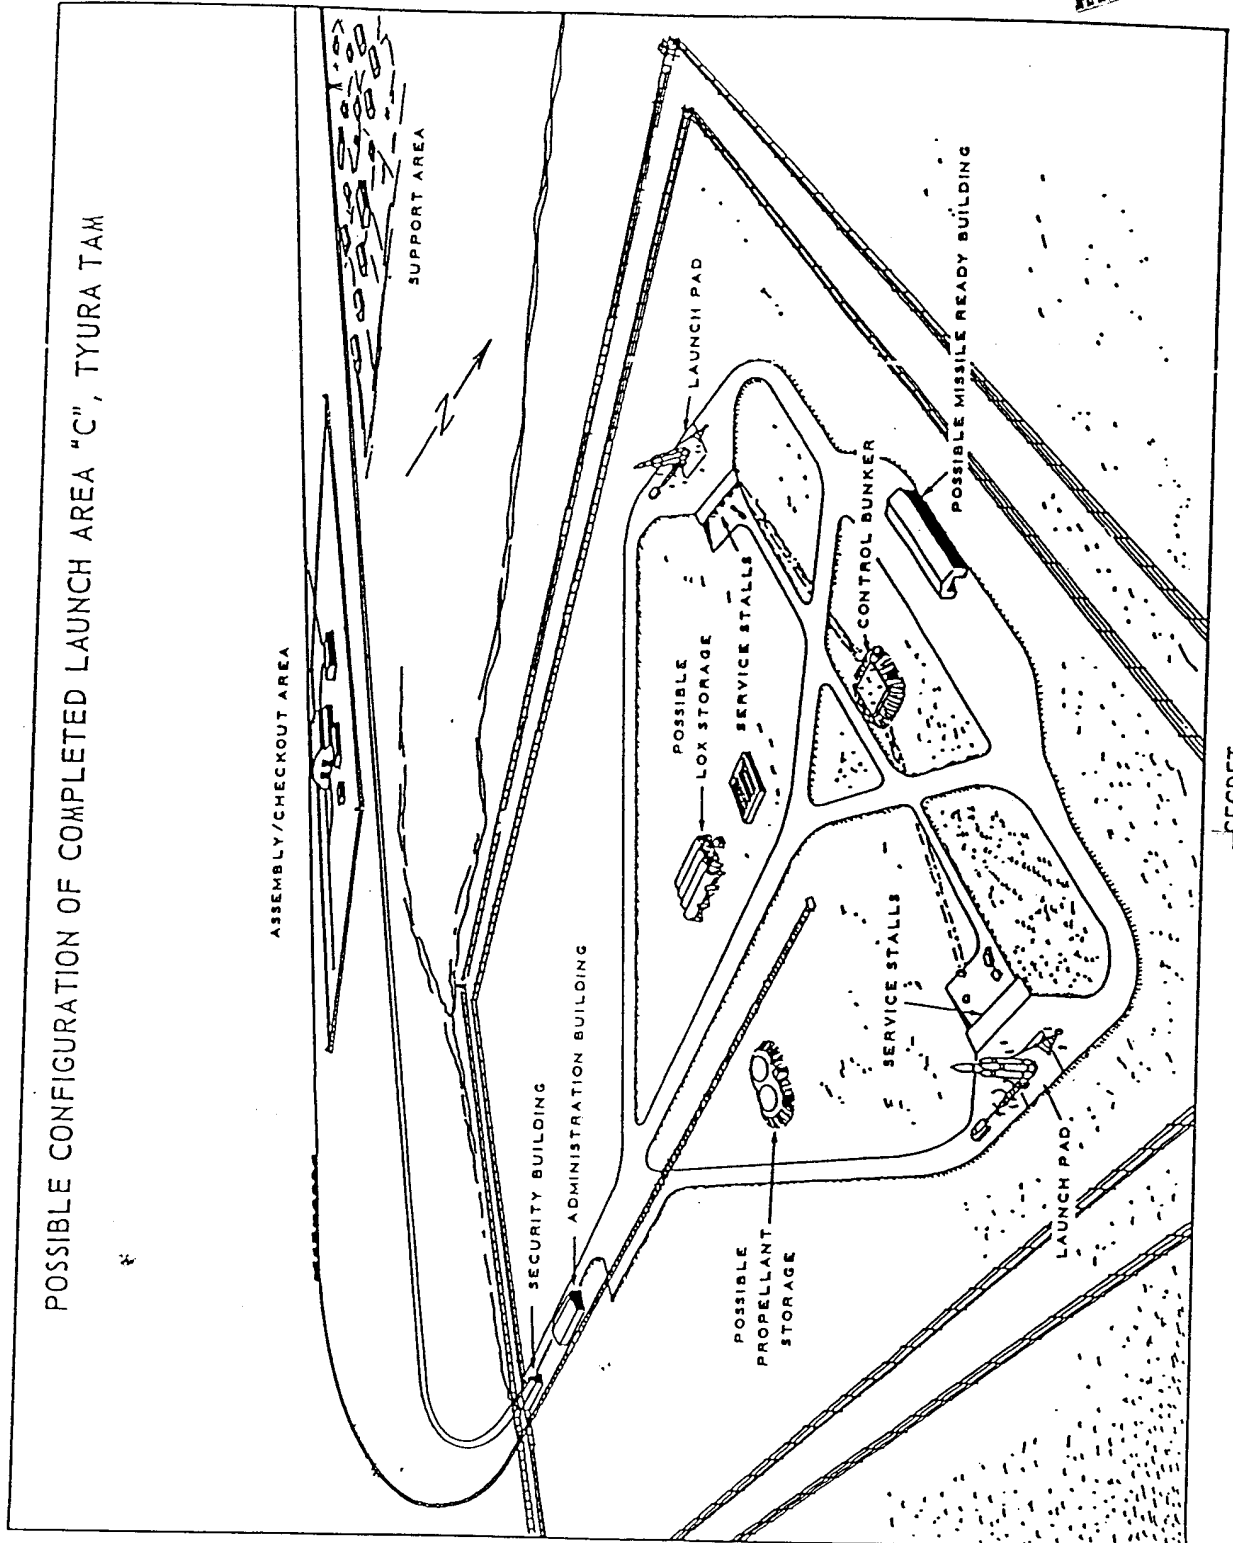 POSSIBLE CONFIGURATION OF COMPLETED LAUNCH AREA "C", TYURA TAM
ASSEMBLY/CHECKOUT AREA
SUPPORT AREA
N
SECURITY BUILDING
ADMINISTRATION BUILDING
LAUNCH PAD
POSSIBLE
LOX STORAGE
SERVICE STALLS
CONTROL BUNKER
POSSIBLE MISSILE READY BUILDING
POSSIBLE
PROPELLANT
STORAGE
SERVICE STALLS
LAUNCH PAD
SECRET